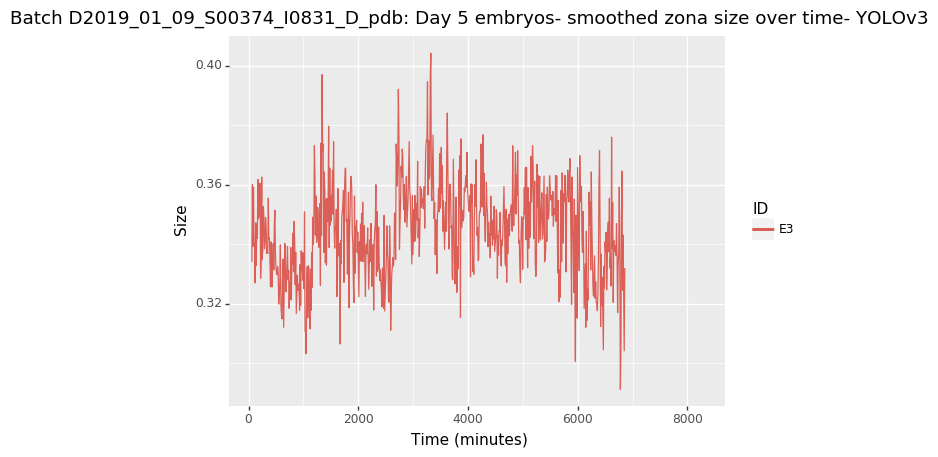 Batch D2019_01_09_S00374_I0831_D_pdb: Day 5 embryos- smoothed zona size over time- YOLOv3
0.40
0.36
0.32
Size
0
2000
4000
6000
8000
Time (minutes)
ID
E3